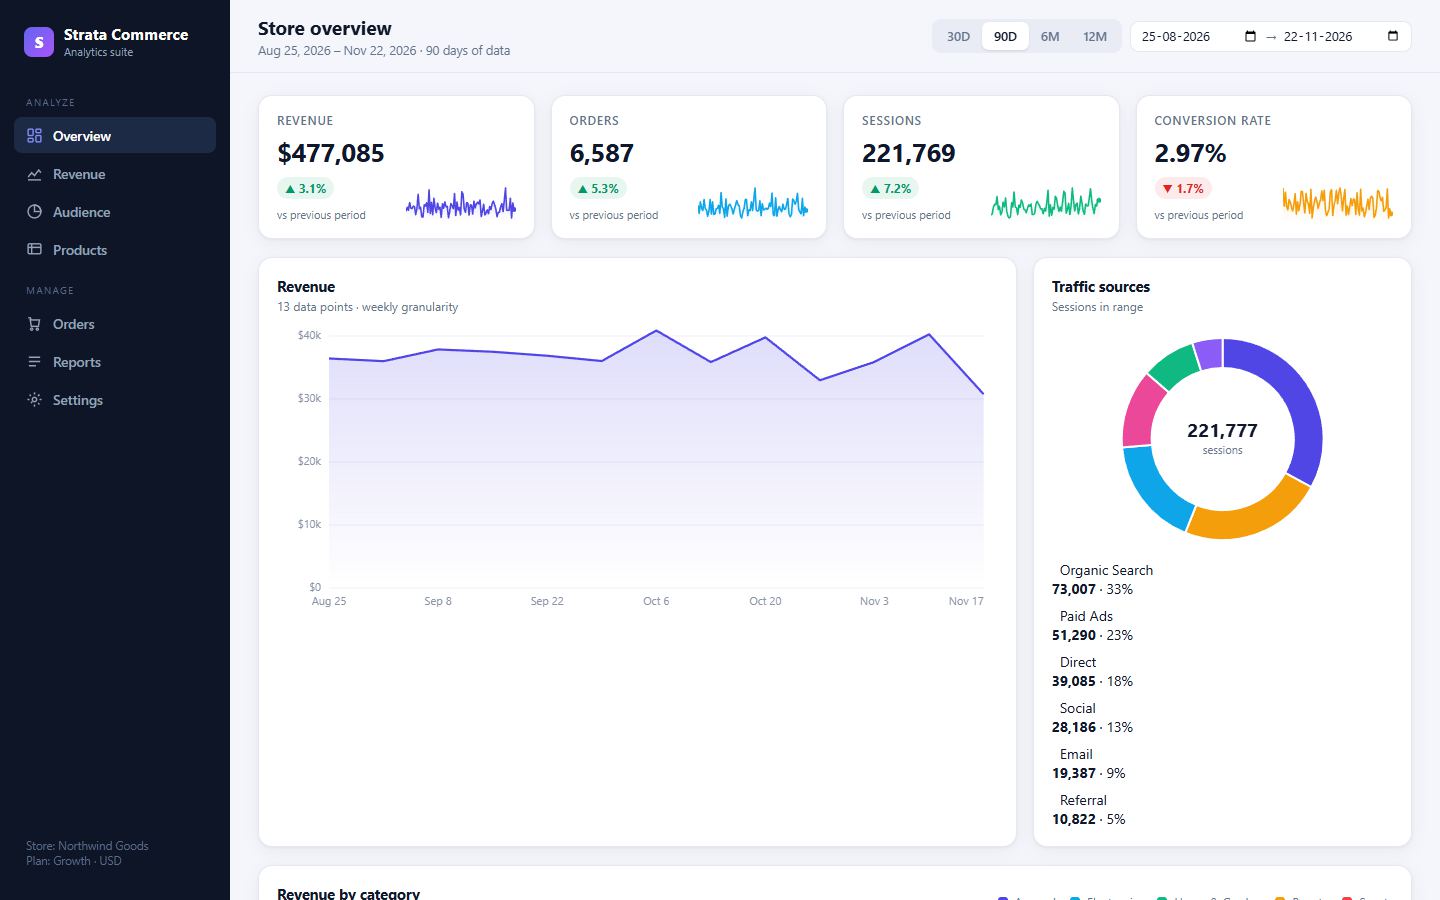 S
Strata Commerce
Analytics suite
ANALYZE
Overview
Revenue
Audience
Products
MANAGE
Orders
Reports
Settings
Store: Northwind Goods
Plan: Growth · USD
Store overview
Aug 25, 2026 – Nov 22, 2026 · 90 days of data
30D 90D 6M 12M
25-08-2026 → 22-11-2026
REVENUE
$477,085
▲ 3.1%
vs previous period
ORDERS
6,587
▲ 5.3%
vs previous period
SESSIONS
221,769
▲ 7.2%
vs previous period
CONVERSION RATE
2.97%
▼ 1.7%
vs previous period
Revenue
13 data points · weekly granularity
$40k
$30k
$20k
$10k
$0
Aug 25 Sep 8 Sep 22 Oct 6 Oct 20 Nov 3 Nov 17
Traffic sources
Sessions in range
221,777
sessions
Organic Search
73,007 · 33%
Paid Ads
51,290 · 23%
Direct
39,085 · 18%
Social
28,186 · 13%
Email
19,387 · 9%
Referral
10,822 · 5%
Revenue by category